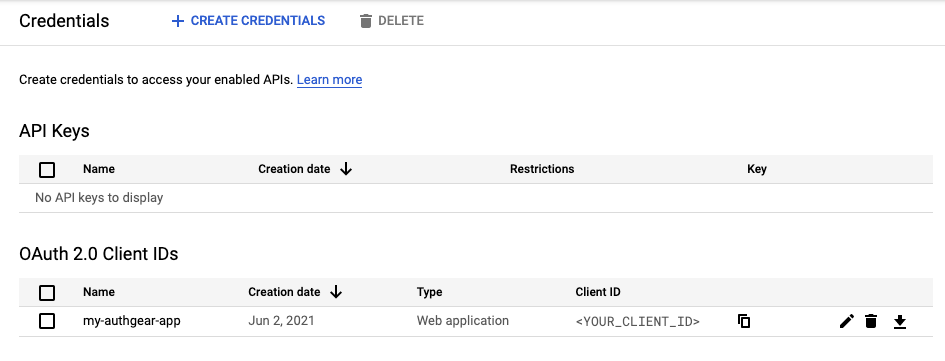 Credentials + CREATE CREDENTIALS DELETE
Create credentials to access your enabled APIs. Learn more
API Keys
Name Creation date Restrictions Key
No API keys to display
OAuth 2.0 Client IDs
Name Creation date Type Client ID
my-authgear-app Jun 2, 2021 Web application <YOUR_CLIENT_ID>